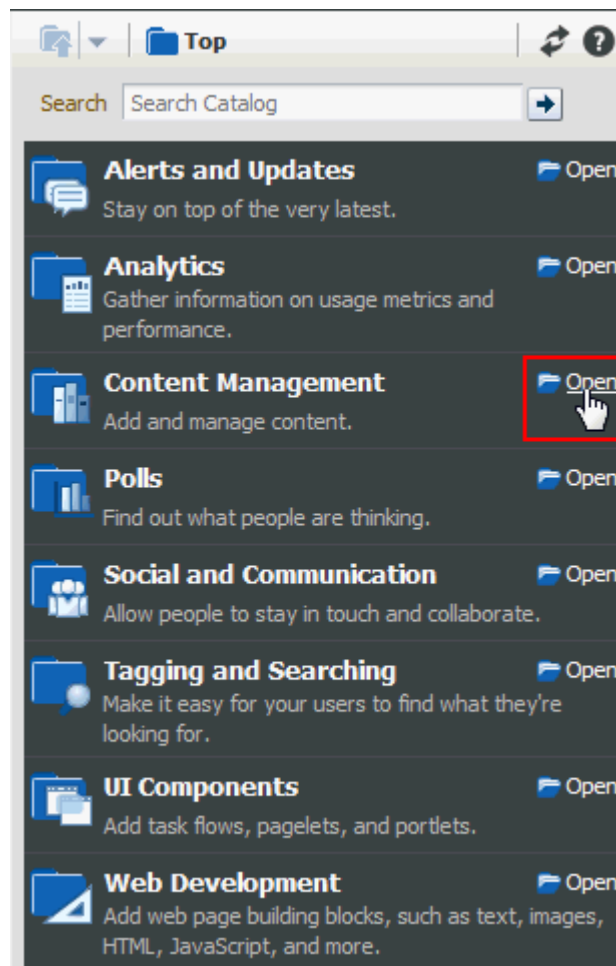 Top
Search Search Catalog
Alerts and Updates Open
Stay on top of the very latest.
Analytics Open
Gather information on usage metrics and
performance.
Content Management Open
Add and manage content.
Polls Open
Find out what people are thinking.
Social and Communication Open
Allow people to stay in touch and collaborate.
Tagging and Searching Open
Make it easy for your users to find what they're
looking for.
UI Components Open
Add task flows, pagelets, and portlets.
Web Development Open
Add web page building blocks, such as text, images,
HTML, JavaScript, and more.